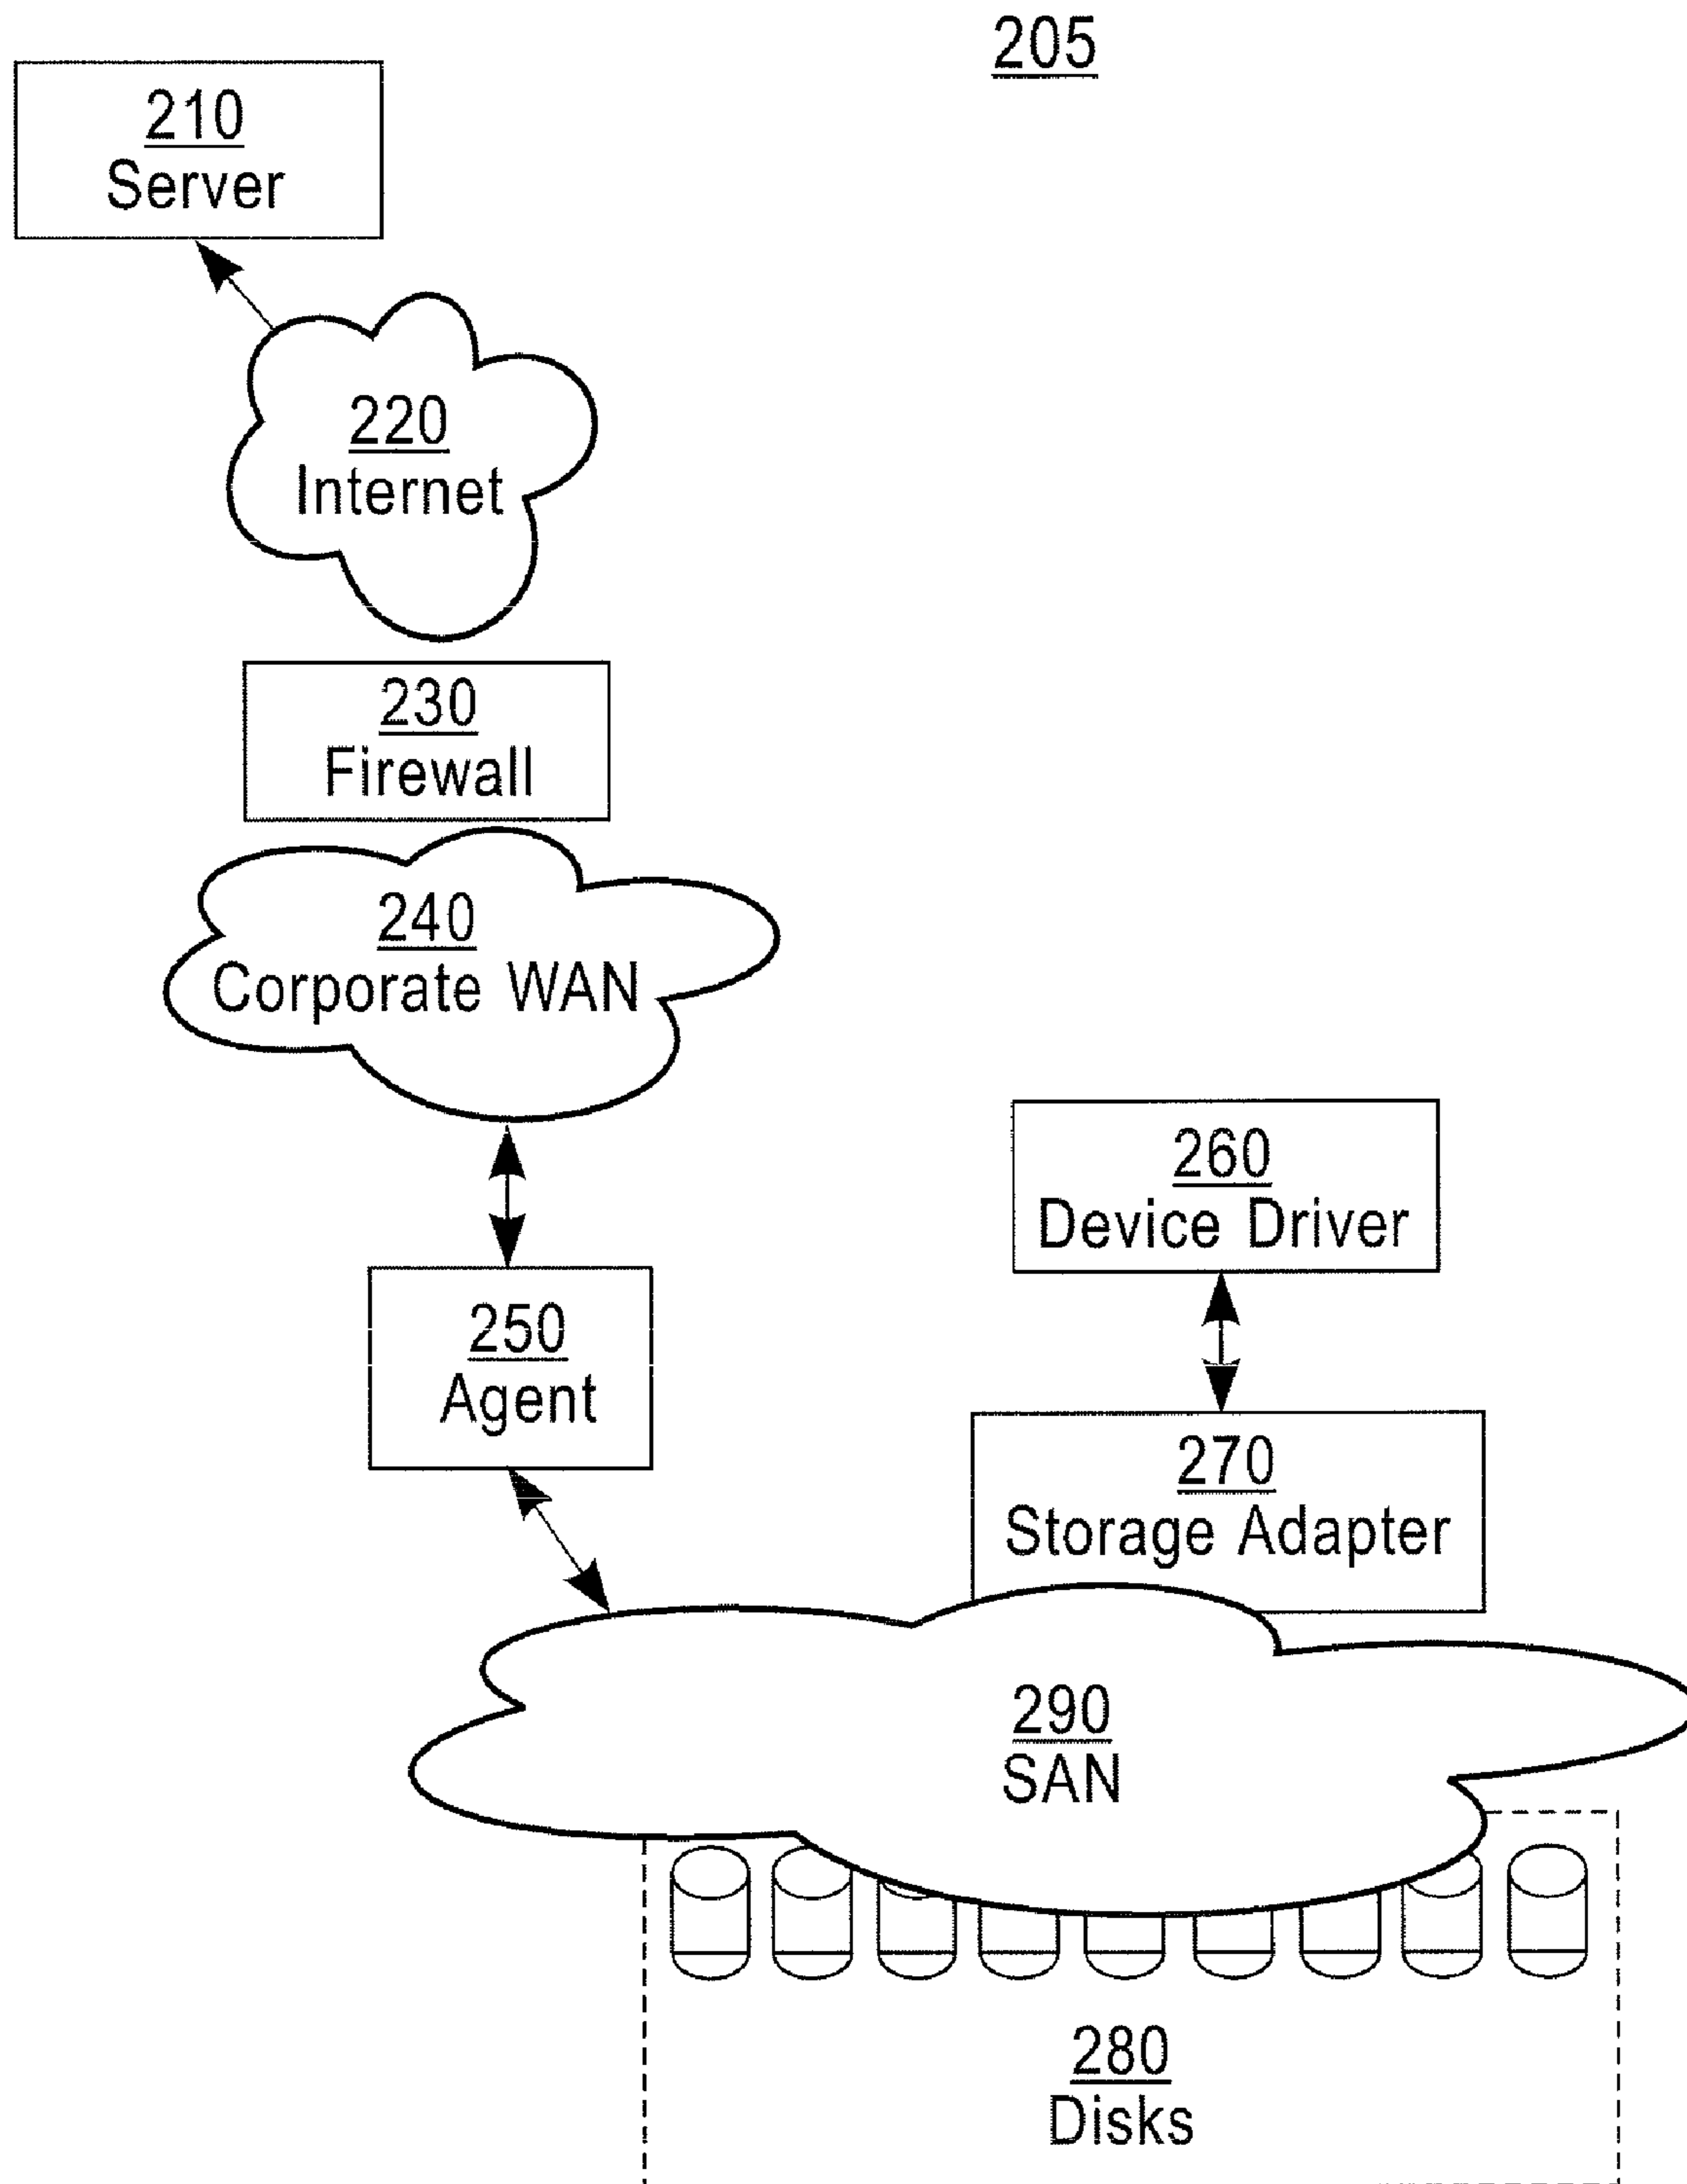 205
210
Server
220
Internet
230
Firewall
240
Corporate WAN
250
Agent
260
Device Driver
270
Storage Adapter
290
SAN
280
Disks